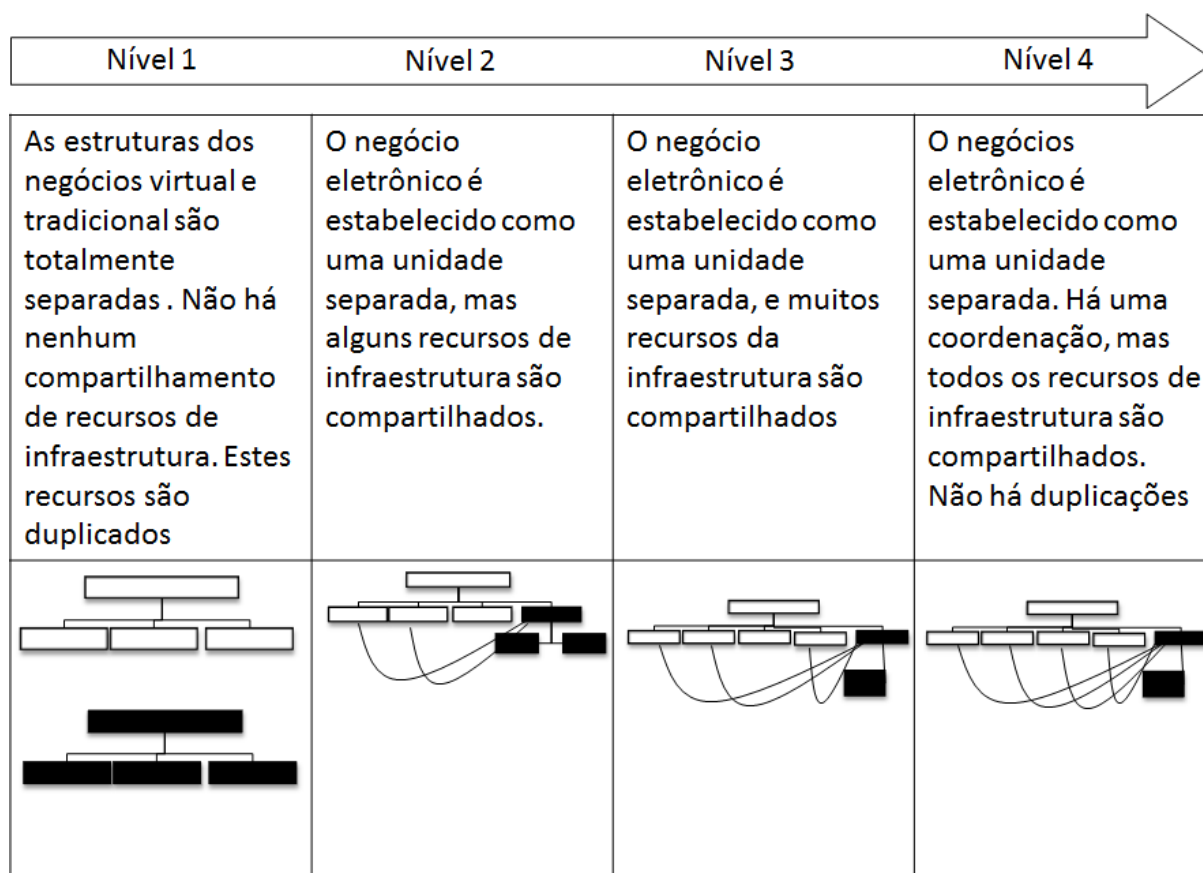 Nível 1
Nível 2
Nível 3
Nível 4
As estruturas dos
negócios virtual e
tradicional são
totalmente
separadas . Não há
nenhum
compartilhamento
de recursos de
infraestrutura. Estes
recursos são
duplicados
O negócio
eletrônico é
estabelecido como
uma unidade
separada, mas
alguns recursos de
infraestrutura são
compartilhados.
O negócio
eletrônico é
estabelecido como
uma unidade
separada, e muitos
recursos da
infraestrutura são
compartilhados
O negócios
eletrônico é
estabelecido como
uma unidade
separada. Há uma
coordenação, mas
todos os recursos de
infraestrutura são
compartilhados.
Não há duplicações